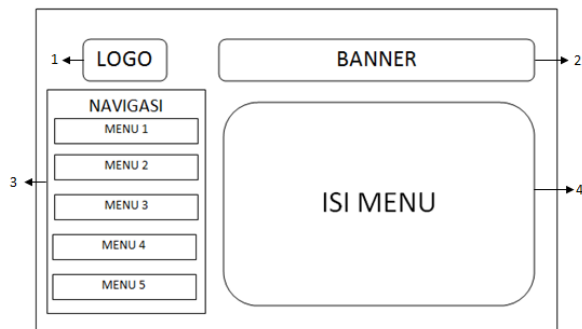 1
LOGO
BANNER
2
NAVIGASI
MENU 1
MENU 2
3
MENU 3
MENU 4
MENU 5
ISI MENU
4